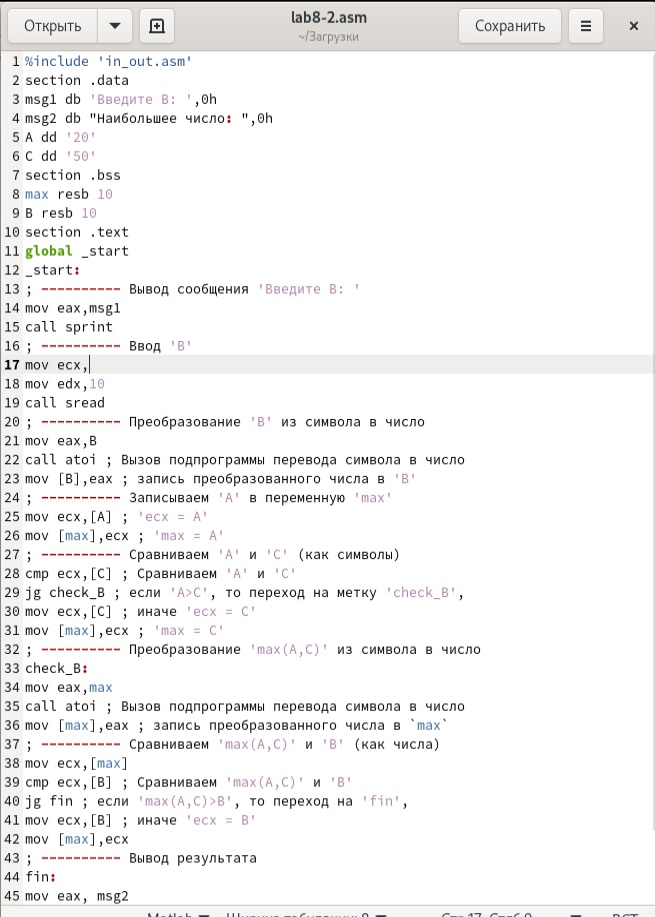 Открыть
lab8-2.asm
~/Загрузки
Сохранить
1 %include 'in_out.asm'
2 section .data
3 msg1 db 'Введите B: ',0h
4 msg2 db "Наибольшее число: ",0h
5 A dd '20'
6 C dd '50'
7 section .bss
8 max resb 10
9 B resb 10
10 section .text
11 global _start
12 _start:
13 ; ---------- Вывод сообщения 'Введите B: '
14 mov eax,msg1
15 call sprint
16 ; ---------- Ввод 'B'
17 mov ecx,
18 mov edx,10
19 call sread
20 ; ---------- Преобразование 'B' из символа в число
21 mov eax,B
22 call atoi ; Вызов подпрограммы перевода символа в число
23 mov [B],eax ; запись преобразованного числа в 'B'
24 ; ---------- Записываем 'A' в переменную 'max'
25 mov ecx,[A] ; 'ecx = A'
26 mov [max],ecx ; 'max = A'
27 ; ---------- Сравниваем 'A' и 'С' (как символы)
28 cmp ecx,[C] ; Сравниваем 'A' и 'С'
29 jg check_B ; если 'A>C', то переход на метку 'check_B',
30 mov ecx,[C] ; иначе 'ecx = C'
31 mov [max],ecx ; 'max = C'
32 ; ---------- Преобразование 'max(A,C)' из символа в число
33 check_B:
34 mov eax,max
35 call atoi ; Вызов подпрограммы перевода символа в число
36 mov [max],eax ; запись преобразованного числа в `max`
37 ; ---------- Сравниваем 'max(A,C)' и 'B' (как числа)
38 mov ecx,[max]
39 cmp ecx,[B] ; Сравниваем 'max(A,C)' и 'B'
40 jg fin ; если 'max(A,C)>B', то переход на 'fin',
41 mov ecx,[B] ; иначе 'ecx = B'
42 mov [max],ecx
43 ; ---------- Вывод результата
44 fin:
45 mov eax, msg2